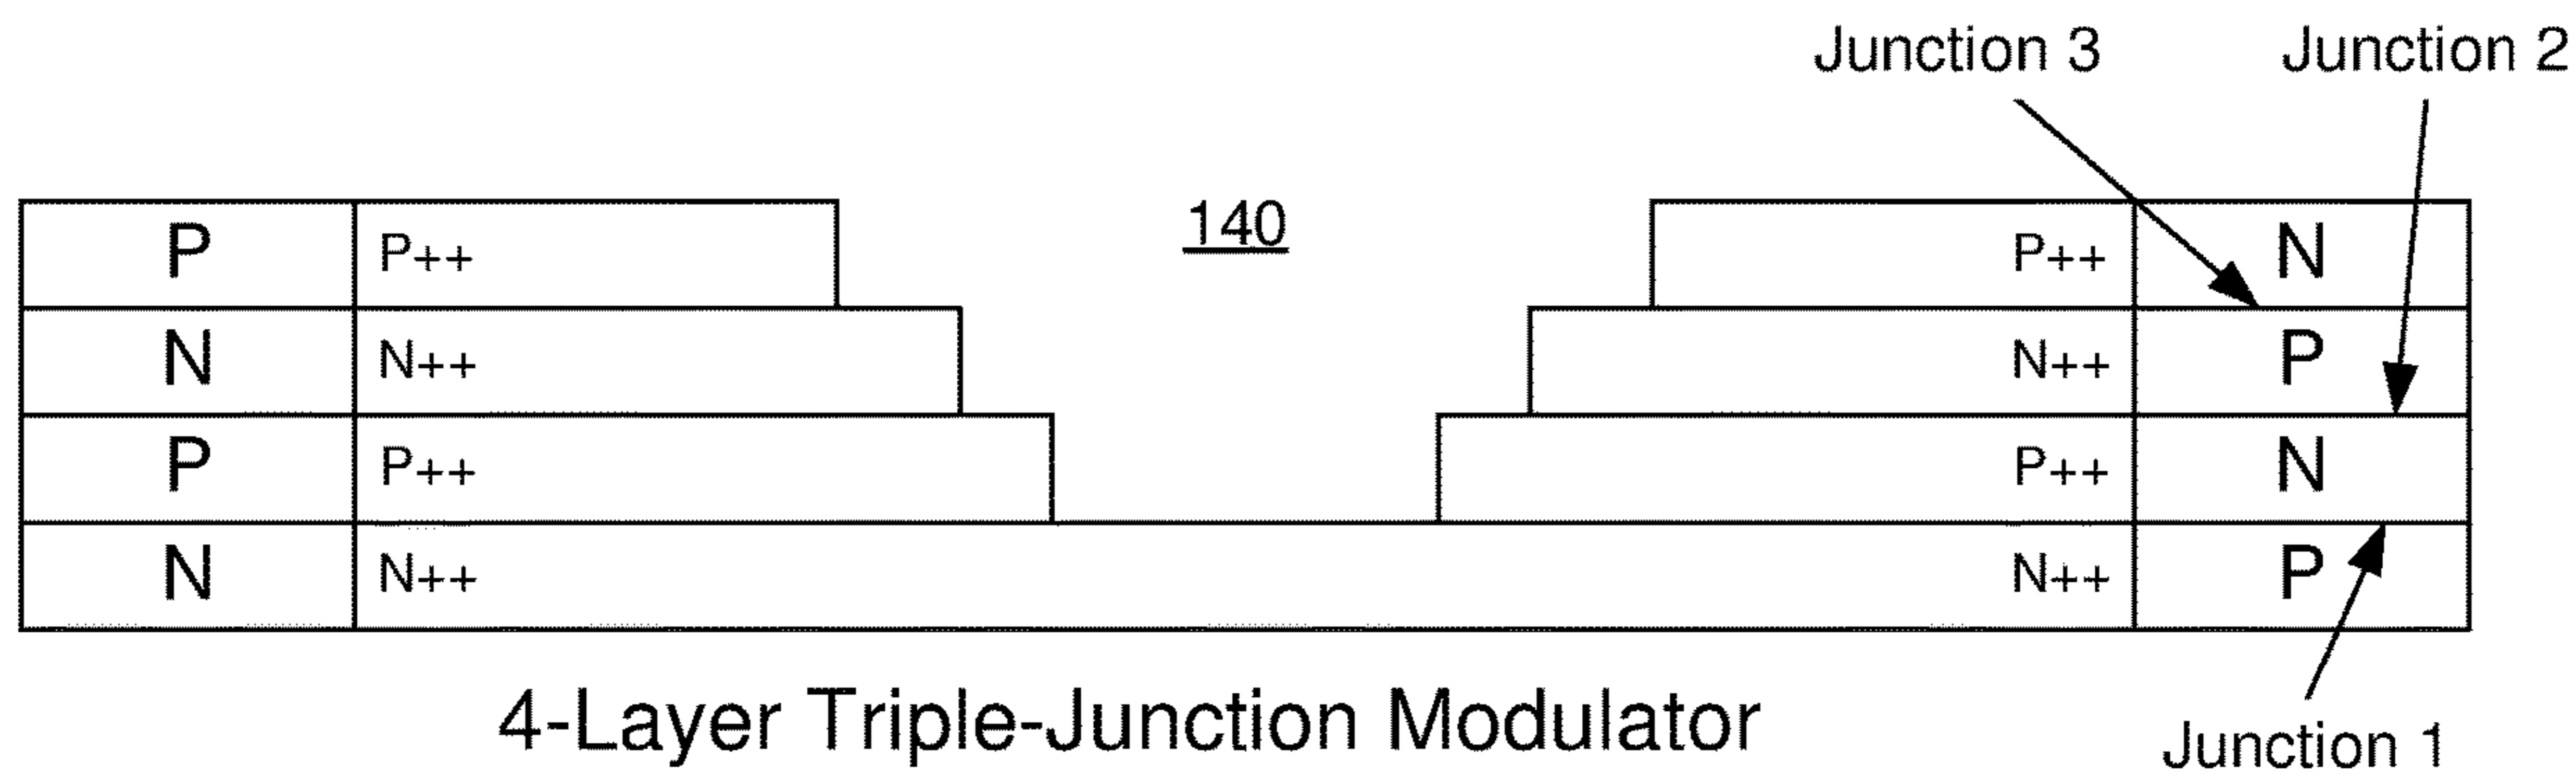 Junction 3 Junction 2
140
P P++ P++ N
N N++ N++ P
P P++ P++ N
N N++ N++ P
4-Layer Triple-Junction Modulator
Junction 1